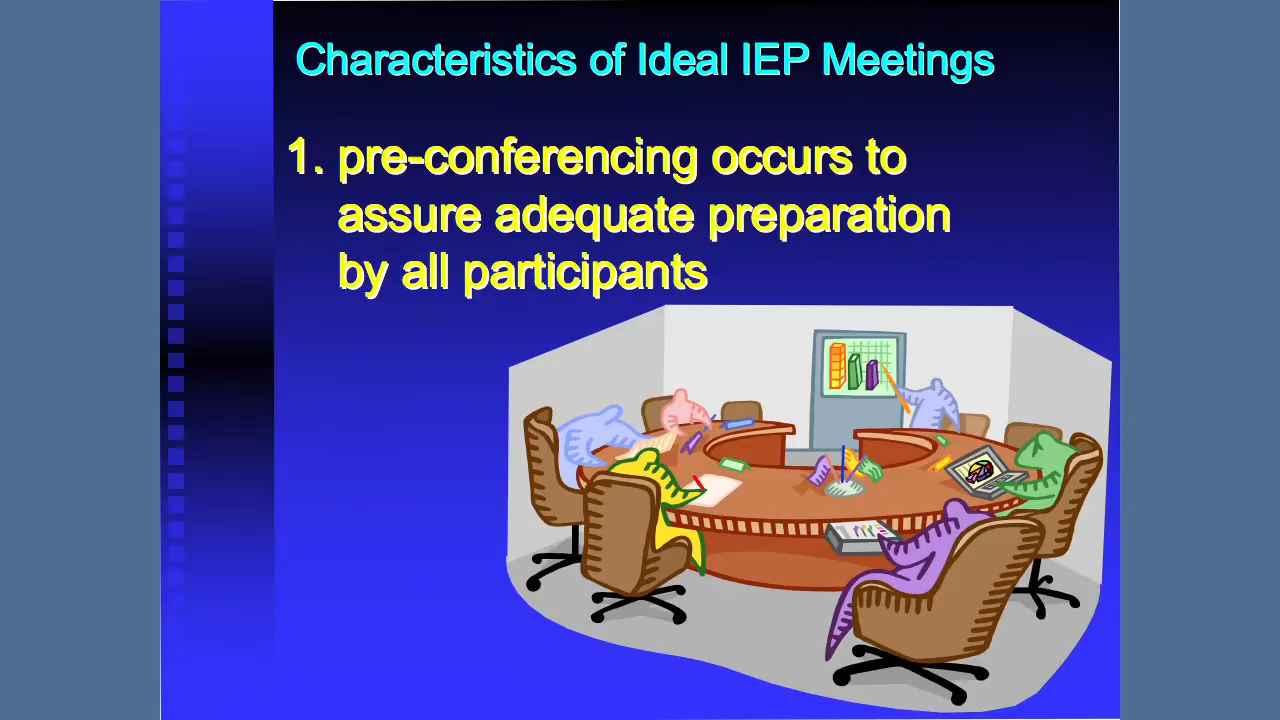 Characteristics of Ideal IEP Meetings
1. pre-conferencing occurs to
assure adequate preparation
by all participants